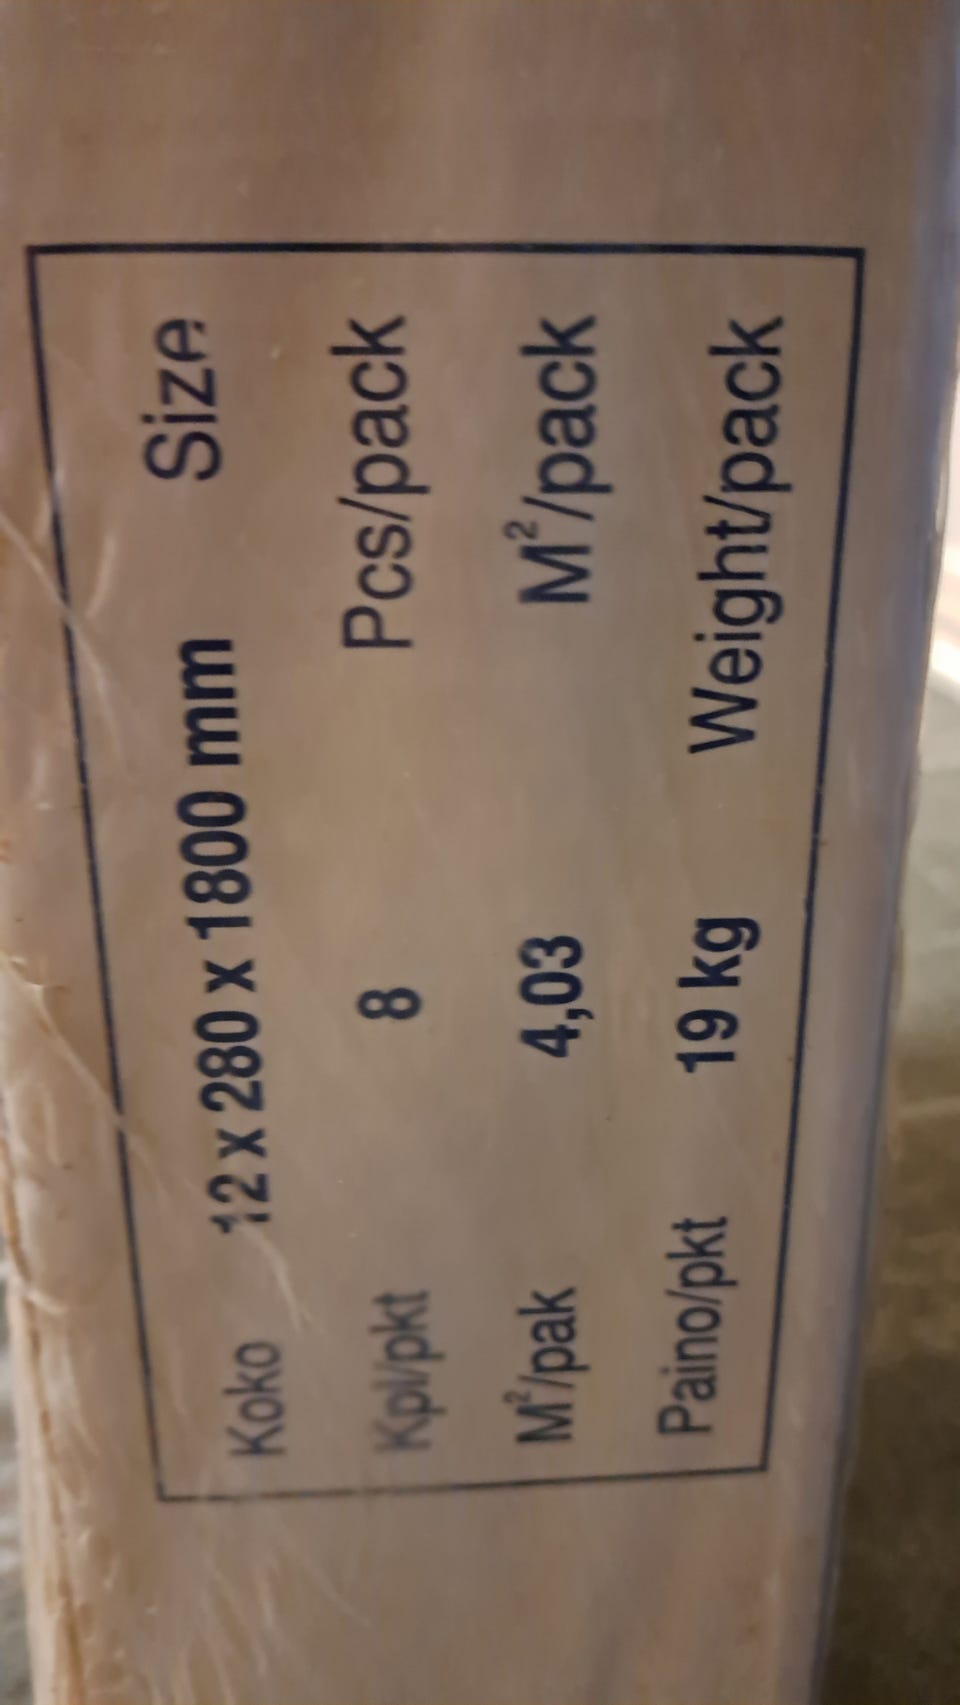 Koko 12 x 280 x 1800 mm Size
Kpl/pkt 8 Pcs/pack
M²/pak 4,03 M²/pack
Paino/pkt 19 kg Weight/pack